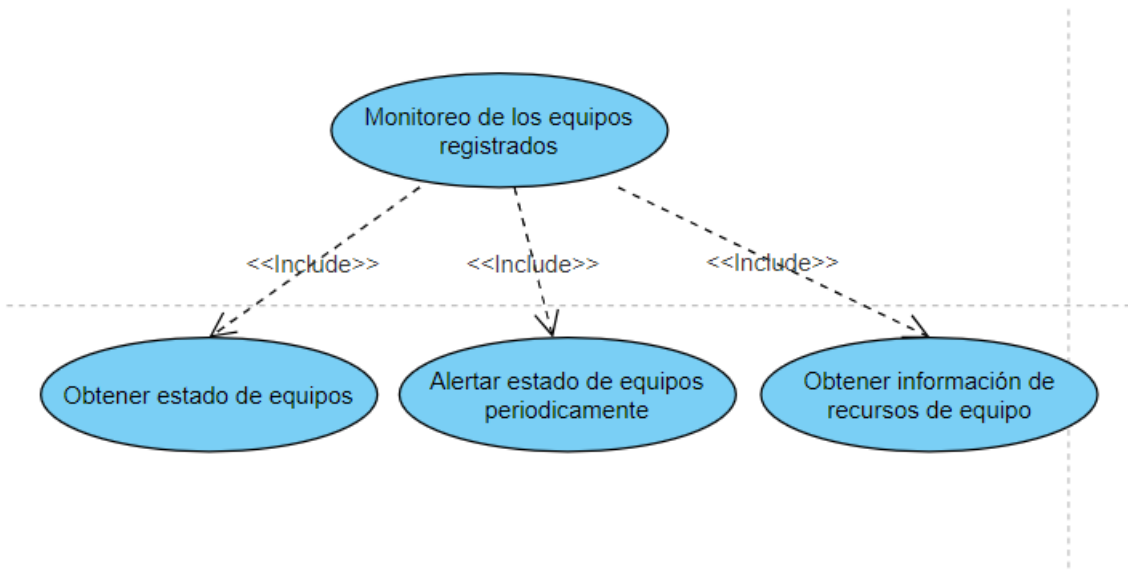 Monitoreo de los equipos
registrados
<<Include>>
<<Include>>
<<Include>>
Obtener estado de equipos
Alertar estado de equipos
periodicamente
Obtener información de
recursos de equipo